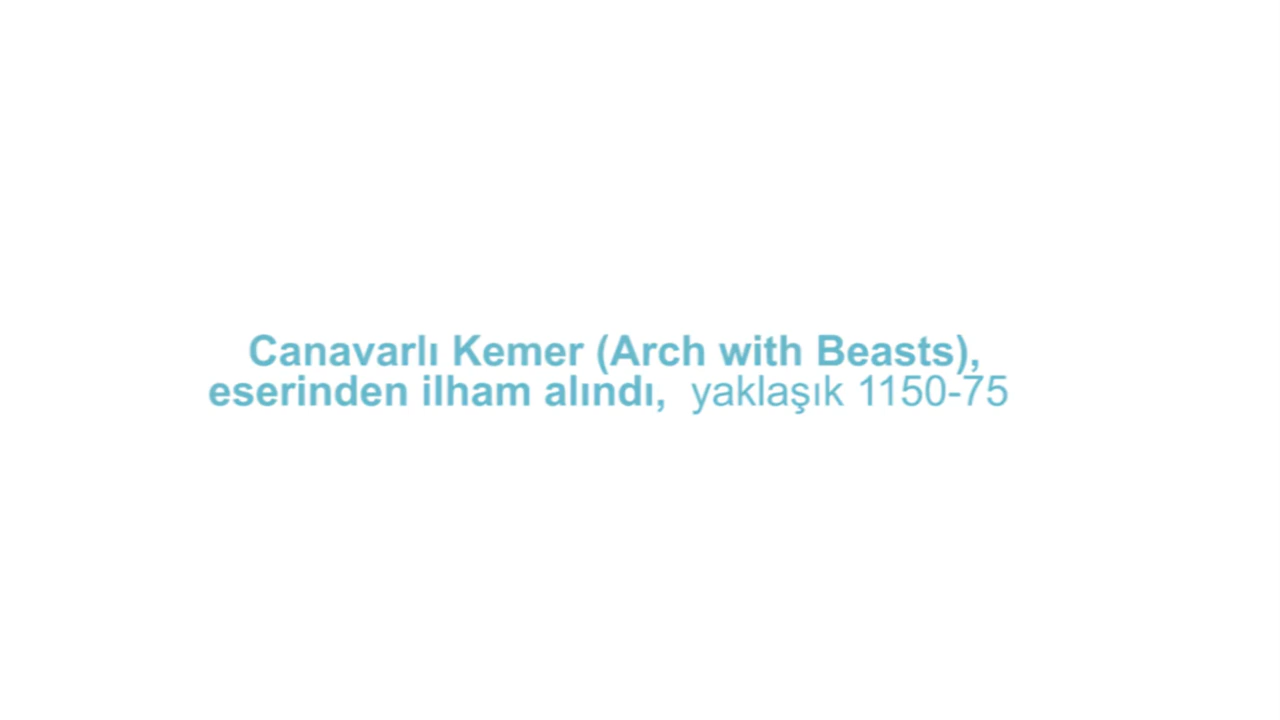 Canavarlı Kemer (Arch with Beasts),
eserinden ilham alındı, yaklaşık 1150-75